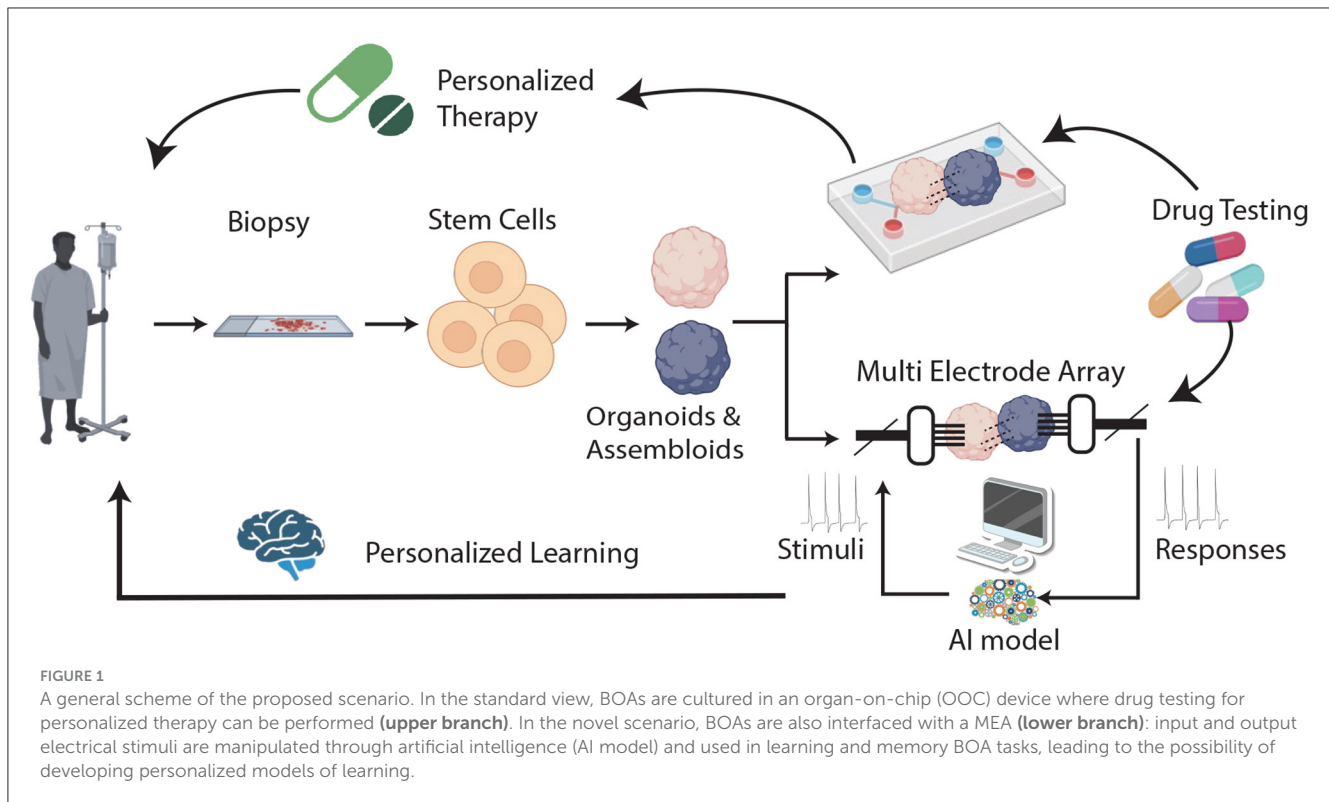 Personalized
Therapy
Biopsy
Stem Cells
Drug Testing
Organoids &
Assembloids
Multi Electrode Array
Stimuli
Responses
Personalized Learning
AI model
FIGURE 1
A general scheme of the proposed scenario. In the standard view, BOAs are cultured in an organ-on-chip (OOC) device where drug testing for
personalized therapy can be performed (upper branch). In the novel scenario, BOAs are also interfaced with a MEA (lower branch): input and output
electrical stimuli are manipulated through artificial intelligence (AI model) and used in learning and memory BOA tasks, leading to the possibility of
developing personalized models of learning.